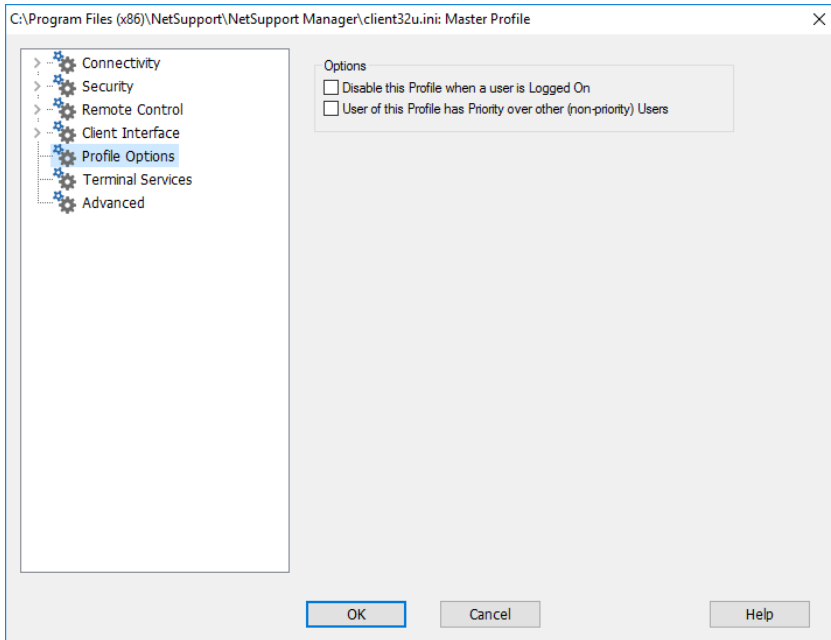 C:\Program Files (x86)\NetSupport\NetSupport Manager\client32u.ini: Master Profile
Connectivity
Security
Remote Control
Client Interface
Profile Options
Terminal Services
Advanced
Options
Disable this Profile when a user is Logged On
User of this Profile has Priority over other (non-priority) Users
OK
Cancel
Help